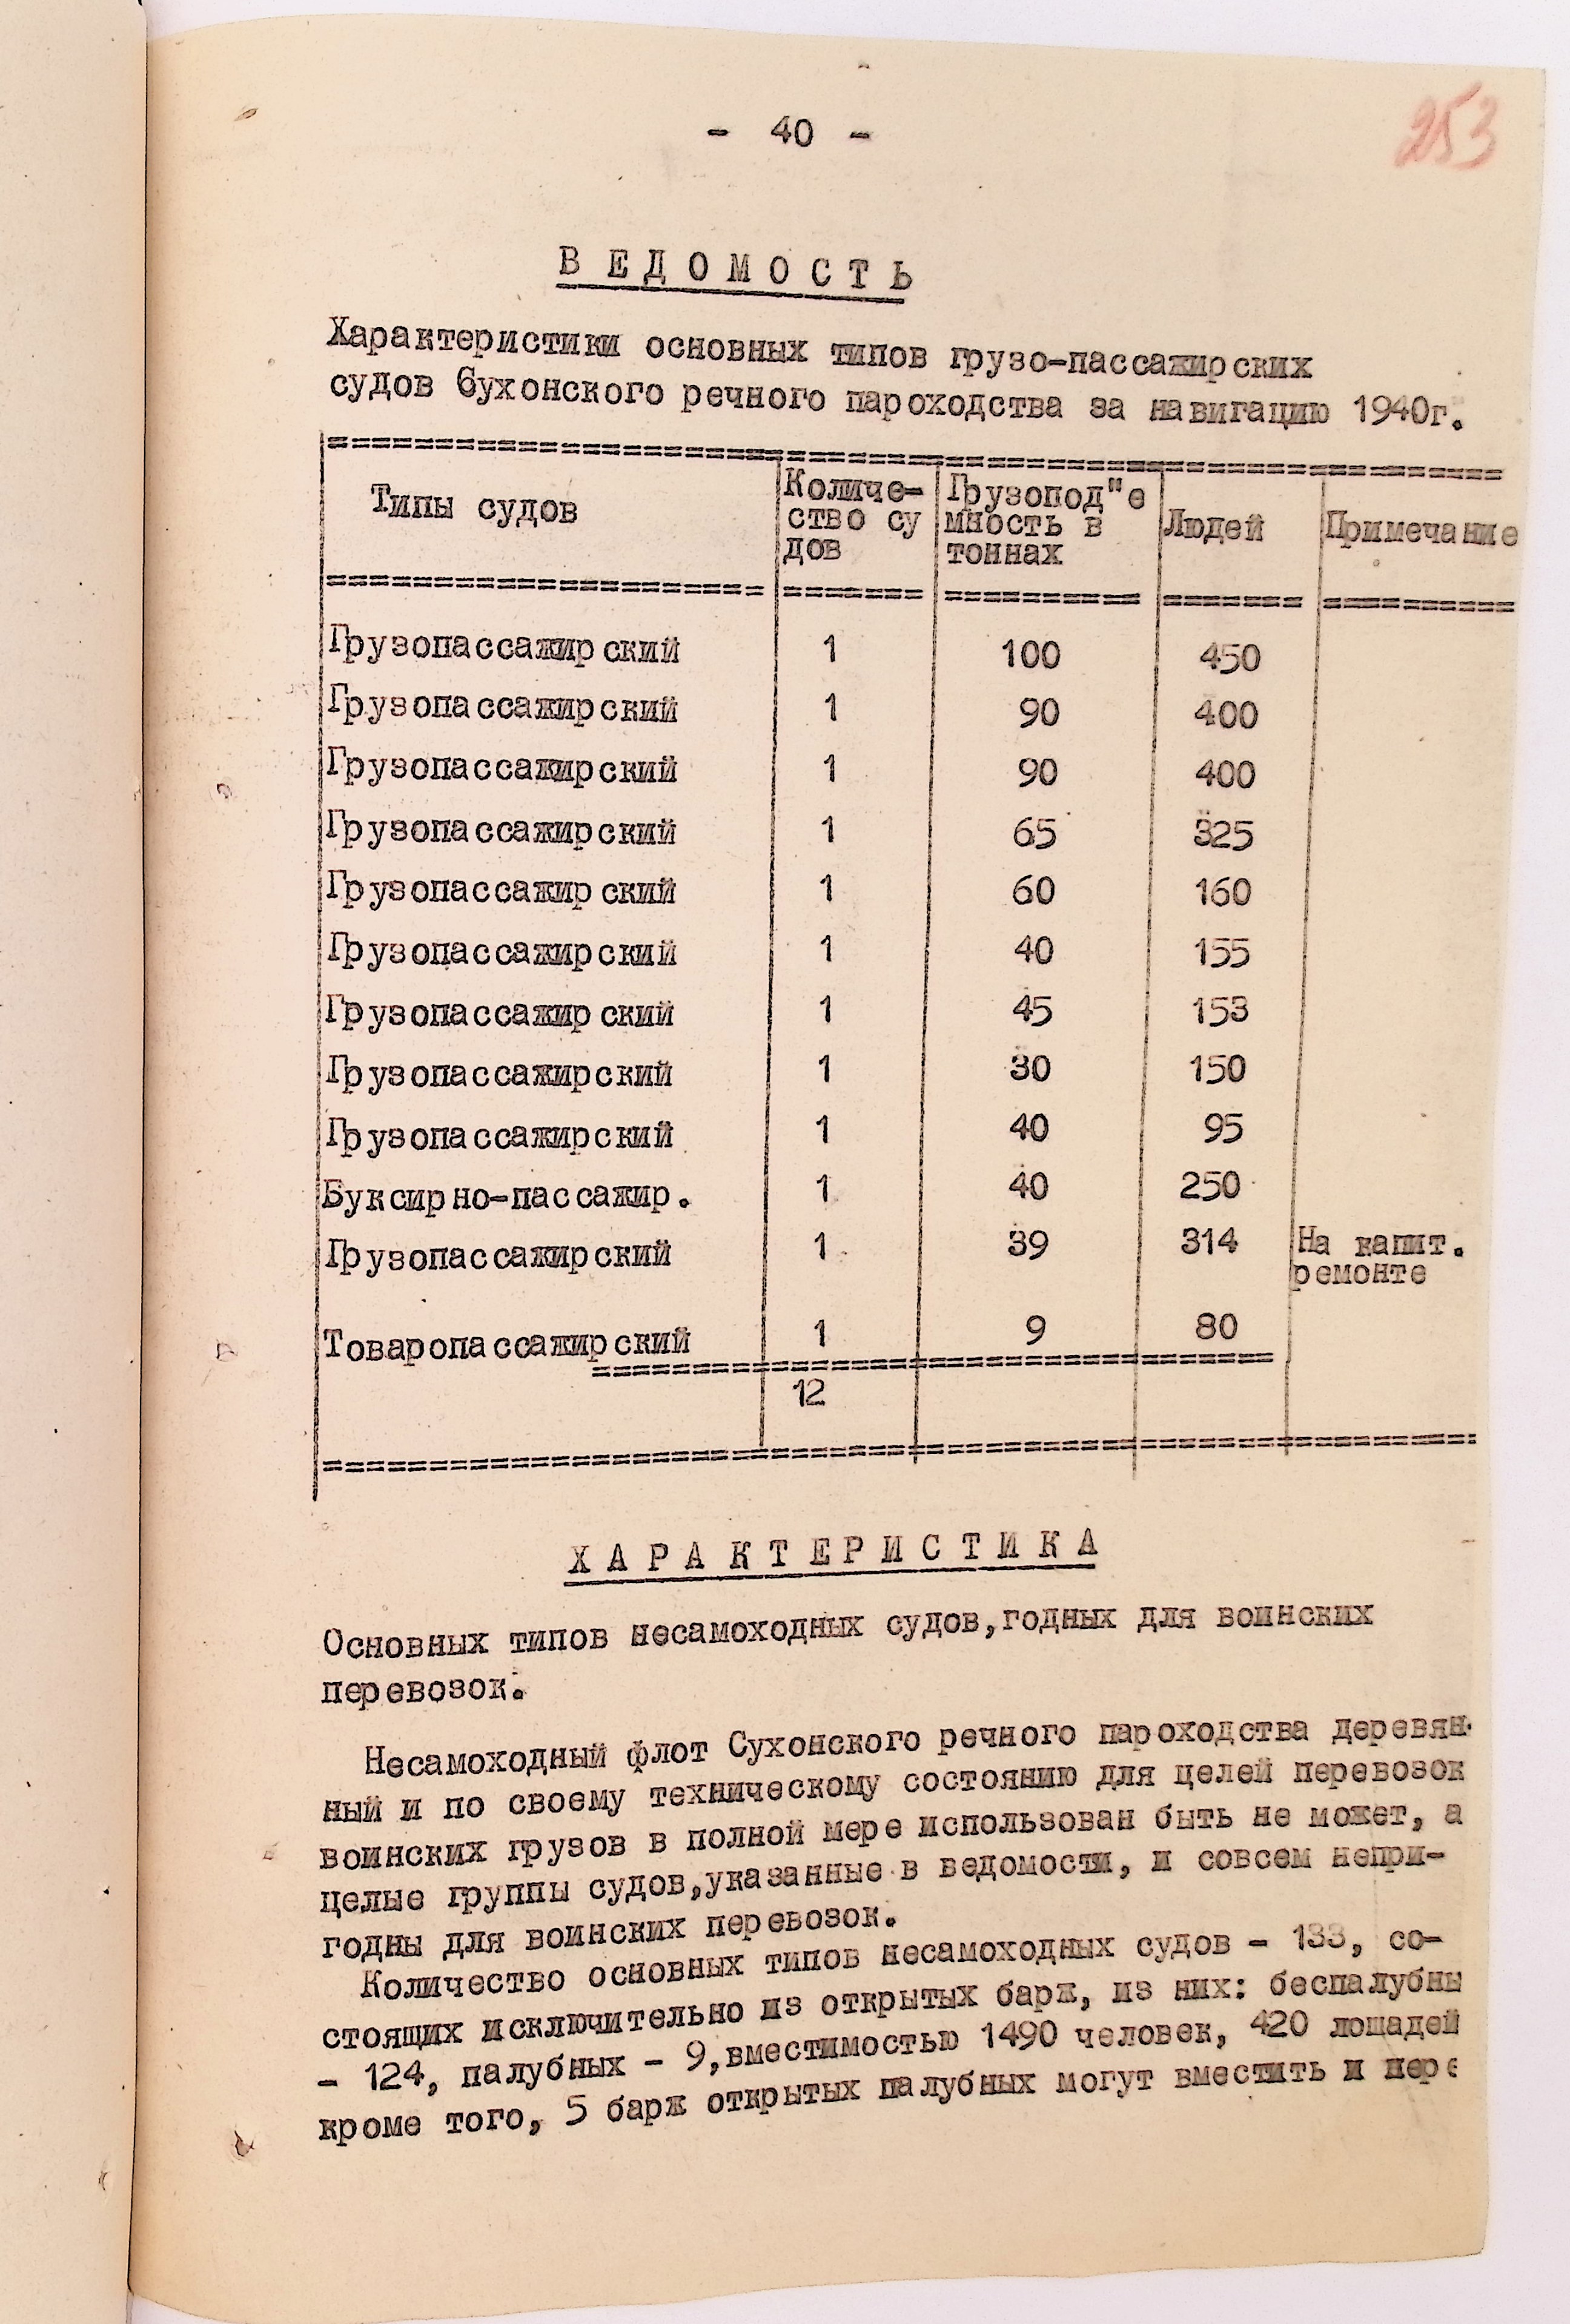 - 40 -
253
ВЕДОМОСТЬ
Характеристики основных типов грузо-пассажирских
судов Сухонского речного пароходства за навигацию 1940г.
Типы судов Количе-ство су дов Грузопод"е мность в тоннах Людей Примечание
Грузопассажирский 1 100 450
Грузопассажирский 1 90 400
Грузопассажирский 1 90 400
Грузопассажирский 1 65 325
Грузопассажирский 1 60 160
Грузопассажирский 1 40 155
Грузопассажирский 1 45 153
Грузопассажирский 1 30 150
Грузопассажирский 1 40 95
Буксирно-пассажир. 1 40 250
Грузопассажирский 1 39 314 На капит.
ремонте
Товаропассажирский 1 9 80
12
ХАРАКТЕРИСТИКА
Основных типов несамоходных судов,годных для воинских
перевозок.
Несамоходный флот Сухонского речного пароходства деревян-
ный и по своему техническому состоянию для целей перевозок
воинских грузов в полной мере использован быть не может, а
целые группы судов,указанные в ведомости, и совсем непри-
годны для воинских перевозок.
Количество основных типов несамоходных судов - 133, со-
стоящих исключительно из открытых барж, из них: беспалубны
- 124, палубных - 9,вместимостью 1490 человек, 420 лошадей
кроме того, 5 барж открытых палубных могут вместить и пере